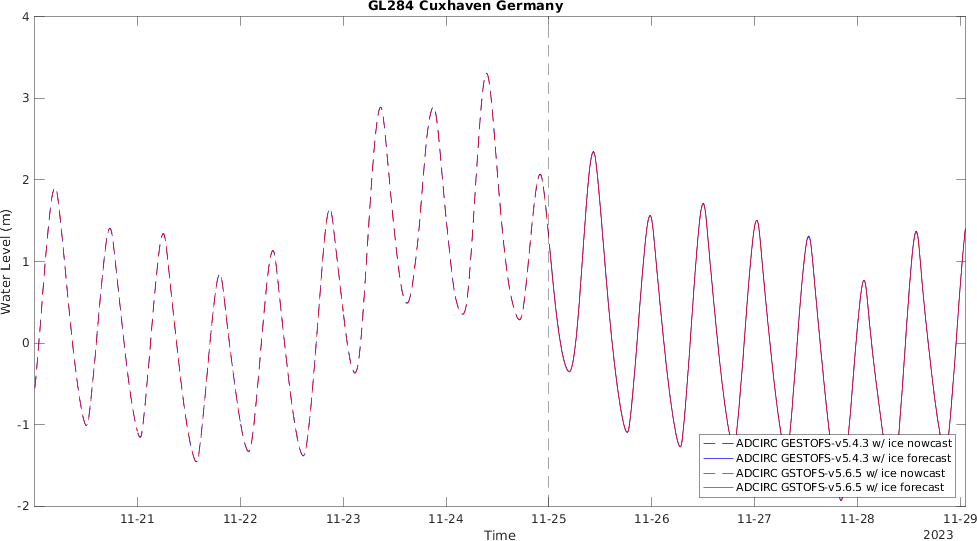 GL284 Cuxhaven Germany
4
3
2
1
0
-1
-2
Water Level (m)
ADCIRC GESTOFS-v5.4.3 w/ ice nowcast
ADCIRC GESTOFS-v5.4.3 w/ ice forecast
ADCIRC GSTOFS-v5.6.5 w/ ice nowcast
ADCIRC GSTOFS-v5.6.5 w/ ice forecast
11-21 11-22 11-23 11-24 11-25 11-26 11-27 11-28 11-29
Time 2023